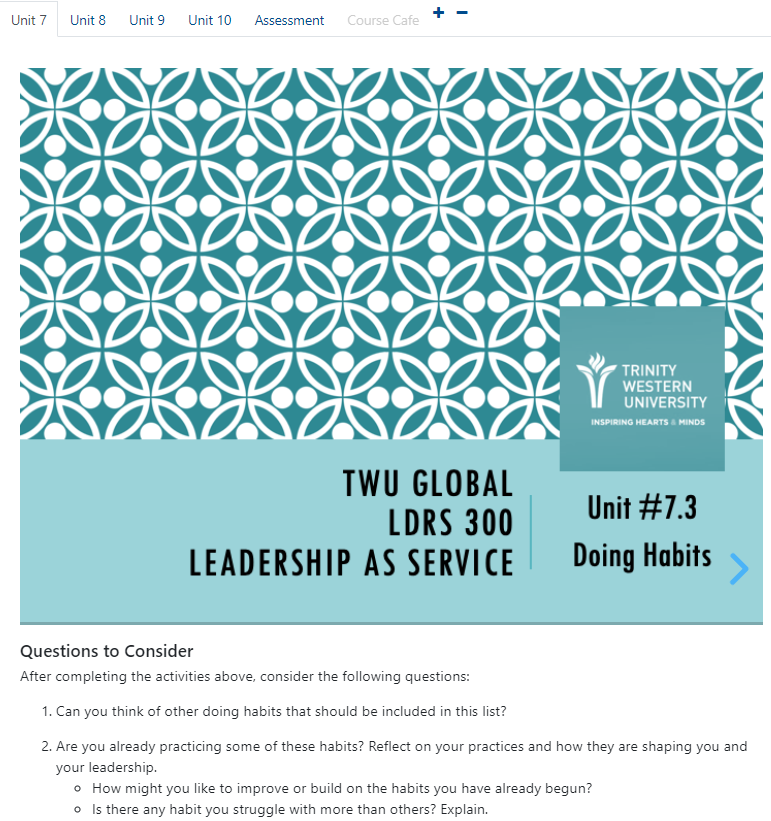 Unit 7 Unit 8 Unit 9 Unit 10 Assessment Course Cafe + −
TRINITY
WESTERN
UNIVERSITY
INSPIRING HEARTS & MINDS
TWU GLOBAL
LDRS 300
LEADERSHIP AS SERVICE
Unit #7.3
Doing Habits
Questions to Consider
After completing the activities above, consider the following questions:
1. Can you think of other doing habits that should be included in this list?
2. Are you already practicing some of these habits? Reflect on your practices and how they are shaping you and
your leadership.
How might you like to improve or build on the habits you have already begun?
Is there any habit you struggle with more than others? Explain.